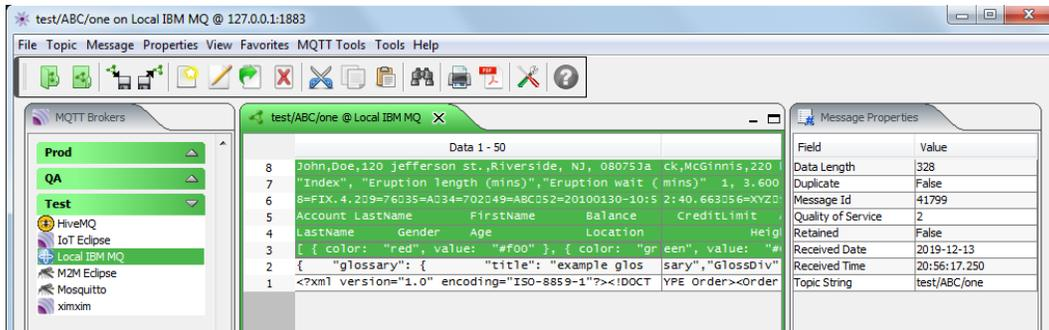 test/ABC/one on Local IBM MQ @ 127.0.0.1:1883
File Topic Message Properties View Favorites MQTT Tools Tools Help
MQTT Brokers
Prod
QA
Test
HiveMQ
IoT Eclipse
Local IBM MQ
M2M Eclipse
Mosquitto
ximxim
test/ABC/one @ Local IBM MQ
Data 1 - 50
8 John,Doe,120 jefferson st.,Riverside, NJ, 08075Ja ck,McGinnis,220
7 "Index", "Eruption length (mins)","Eruption wait ( mins)" 1, 3.600
6 8=FIX.4.2 9=76 35=A 34=702 49=ABC 52=20100130-10:5 2:40.663 56=XYZ
5 Account LastName FirstName Balance CreditLimit
4 LastName Gender Age Location
3 [ { color: "red", value: "#f00" }, { color: "gr een", value:
2 { "glossary": { "title": "example glos sary","GlossDiv"
1 <?xml version="1.0" encoding="ISO-8859-1"?><!DOCT YPE Order><Order
Message Properties
Field Value
Data Length 328
Duplicate False
Message Id 41799
Quality of Service 2
Retained False
Received Date 2019-12-13
Received Time 20:56:17.250
Topic String test/ABC/one